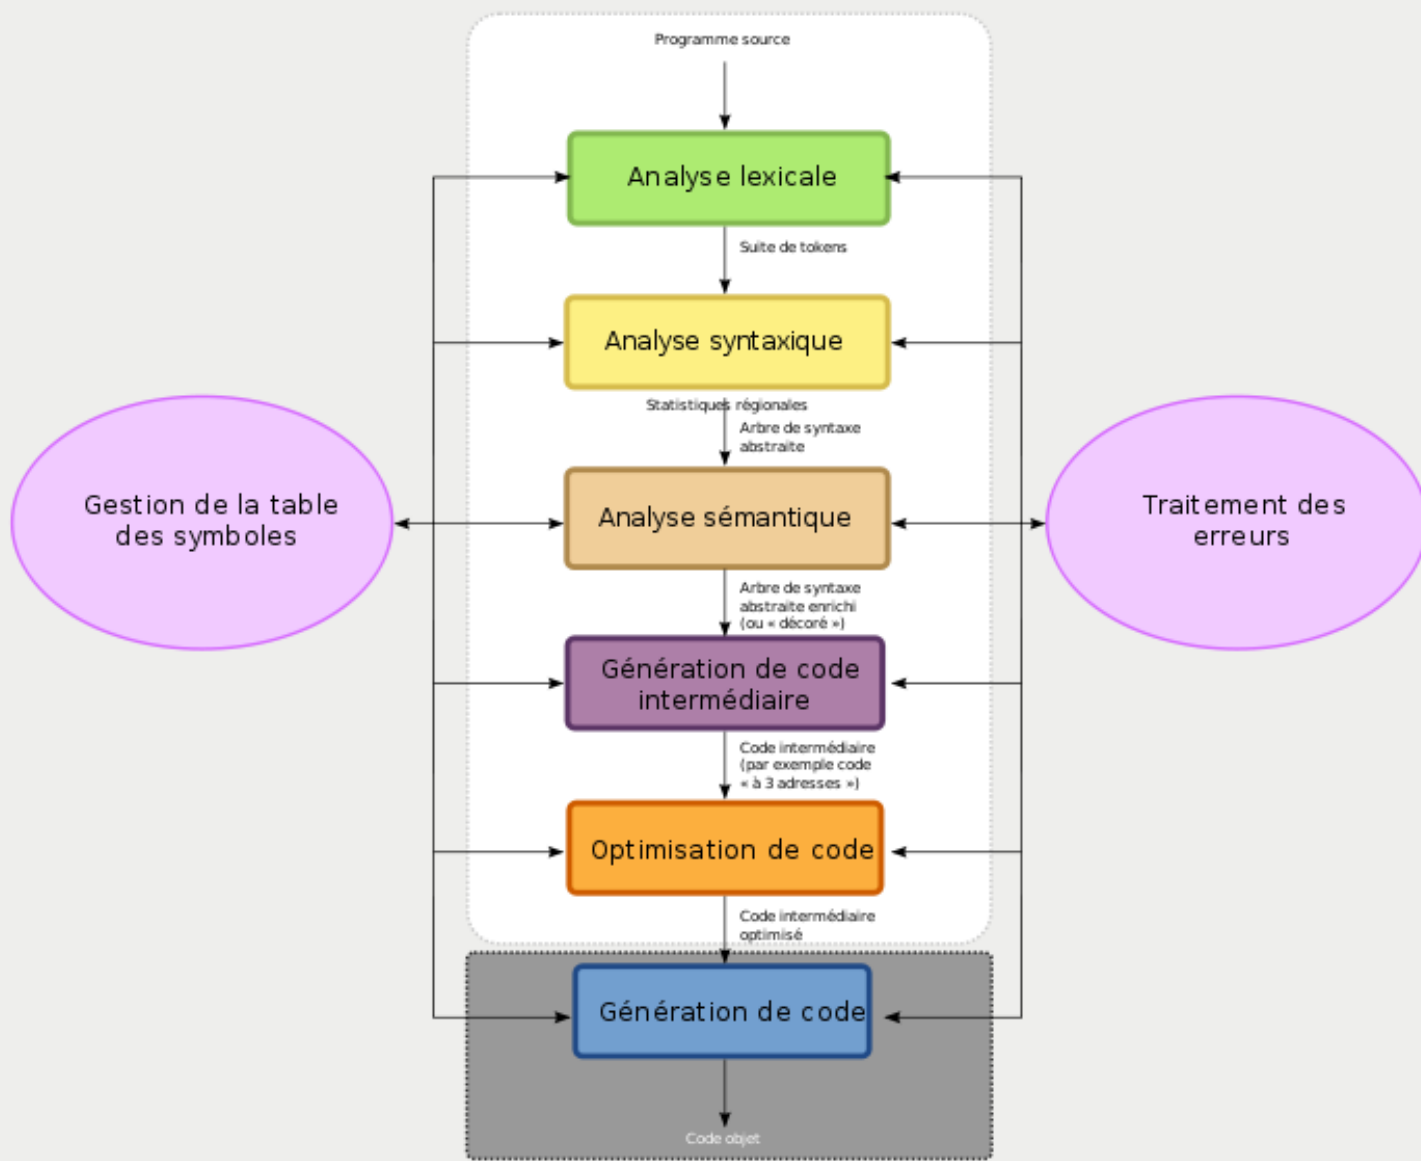 Programme source
Analyse lexicale
Suite de tokens
Analyse syntaxique
Statistiques régionales
Arbre de syntaxe
abstraite
Gestion de la table
des symboles
Analyse sémantique
Traitement des
erreurs
Arbre de syntaxe
abstraite enrichi
(ou « décoré »)
Génération de code
intermédiaire
Code intermédiaire
(par exemple code
« à 3 adresses »)
Optimisation de code
Code intermédiaire
optimisé
Génération de code
Code objet